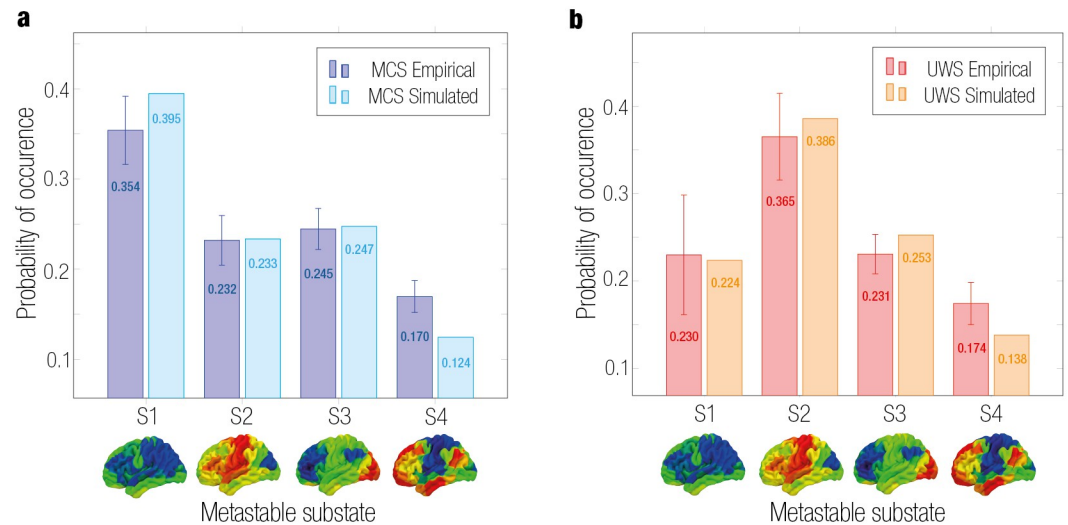 a
MCS Empirical
MCS Simulated
Probability of occurence
0.4
0.3
0.2
0.1
0.354
0.395
0.232
0.233
0.245
0.247
0.170
0.124
S1 S2 S3 S4
Metastable substate
b
UWS Empirical
UWS Simulated
Probability of occurence
0.4
0.3
0.2
0.1
0.230
0.224
0.365
0.386
0.231
0.253
0.174
0.138
S1 S2 S3 S4
Metastable substate